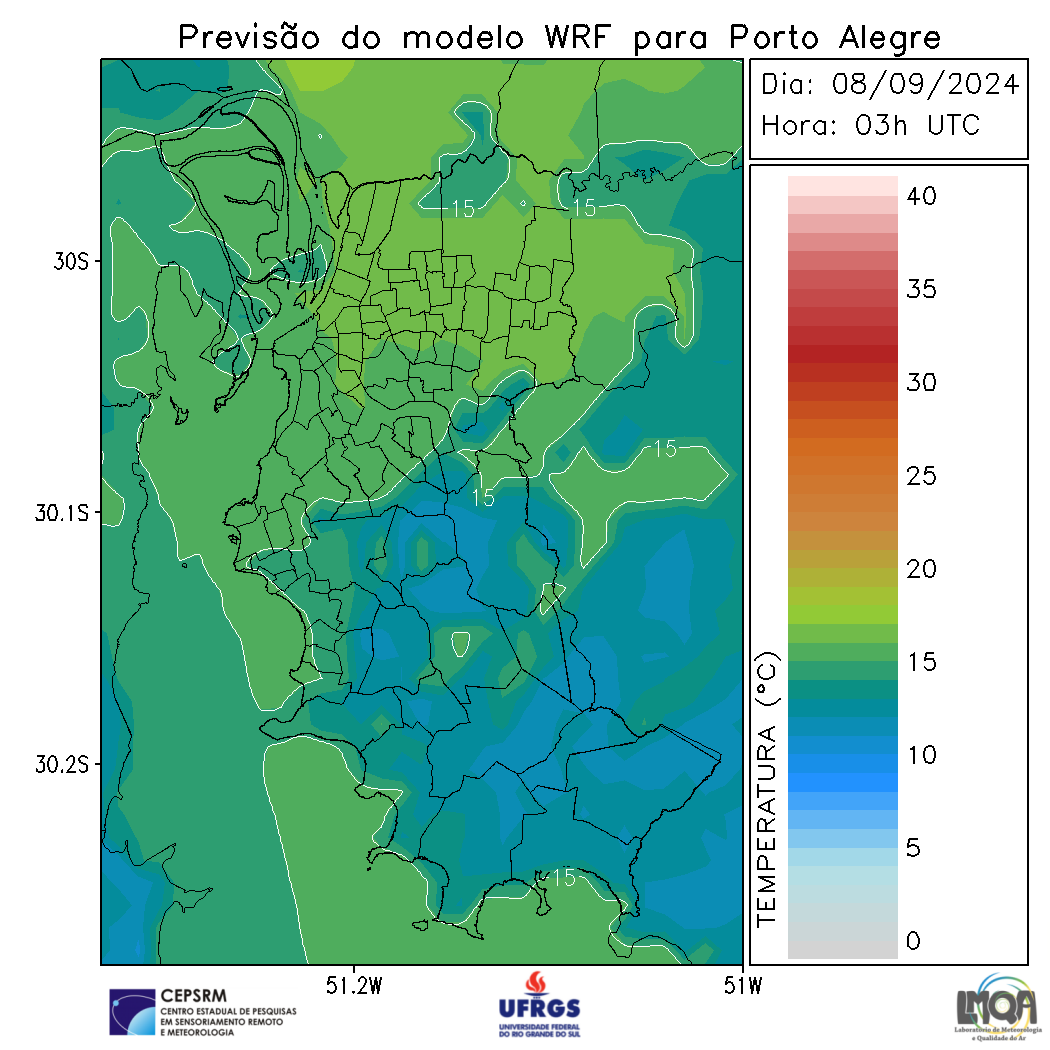 Previsão do modelo WRF para Porto Alegre
Dia: 08/09/2024
Hora: 03h UTC
30S
30.1S
30.2S
51.2W
51W
15
15
15
15
15
TEMPERATURA (°C)
40
35
30
25
20
15
10
5
0
CEPSRM
CENTRO ESTADUAL DE PESQUISAS
EM SENSORIAMENTO REMOTO
E METEOROLOGIA
UFRGS
UNIVERSIDADE FEDERAL
DO RIO GRANDE DO SUL
LMQA
Laboratório de Meteorologia
e Qualidade do Ar